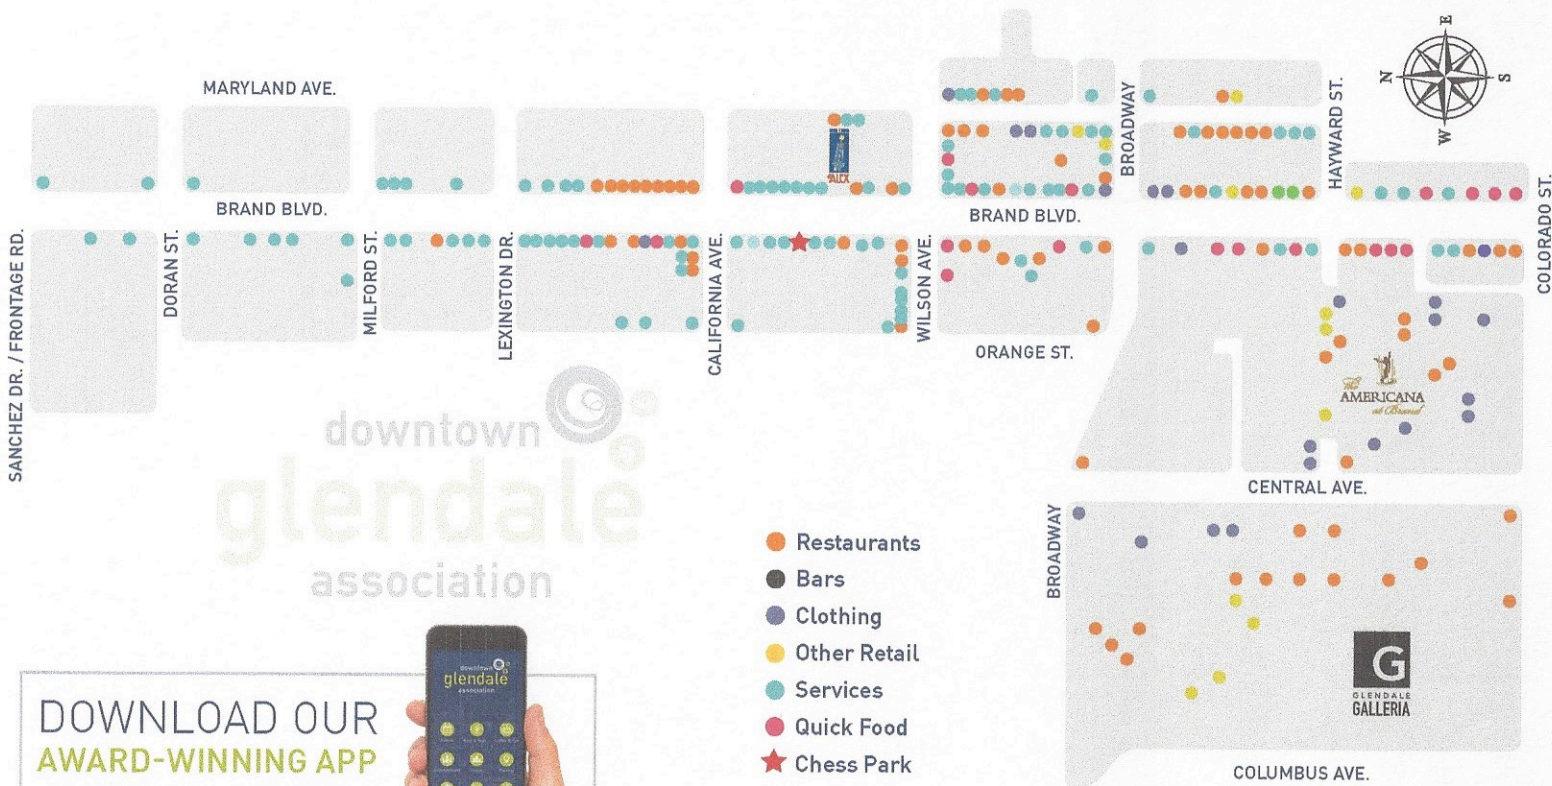 MARYLAND AVE.
BRAND BLVD.
BRAND BLVD.
SANCHEZ DR. / FRONTAGE RD.
DORAN ST.
MILFORD ST.
LEXINGTON DR.
CALIFORNIA AVE.
WILSON AVE.
BROADWAY
HAYWARD ST.
COLORADO ST.
N
E
S
W
ALEX
ORANGE ST.
The
AMERICANA
at Brand
CENTRAL AVE.
BROADWAY
G
GLENDALE
GALLERIA
COLUMBUS AVE.
downtown
glendale
association
Restaurants
Bars
Clothing
Other Retail
Services
Quick Food
Chess Park
DOWNLOAD OUR
AWARD-WINNING APP
downtown
glendale
association